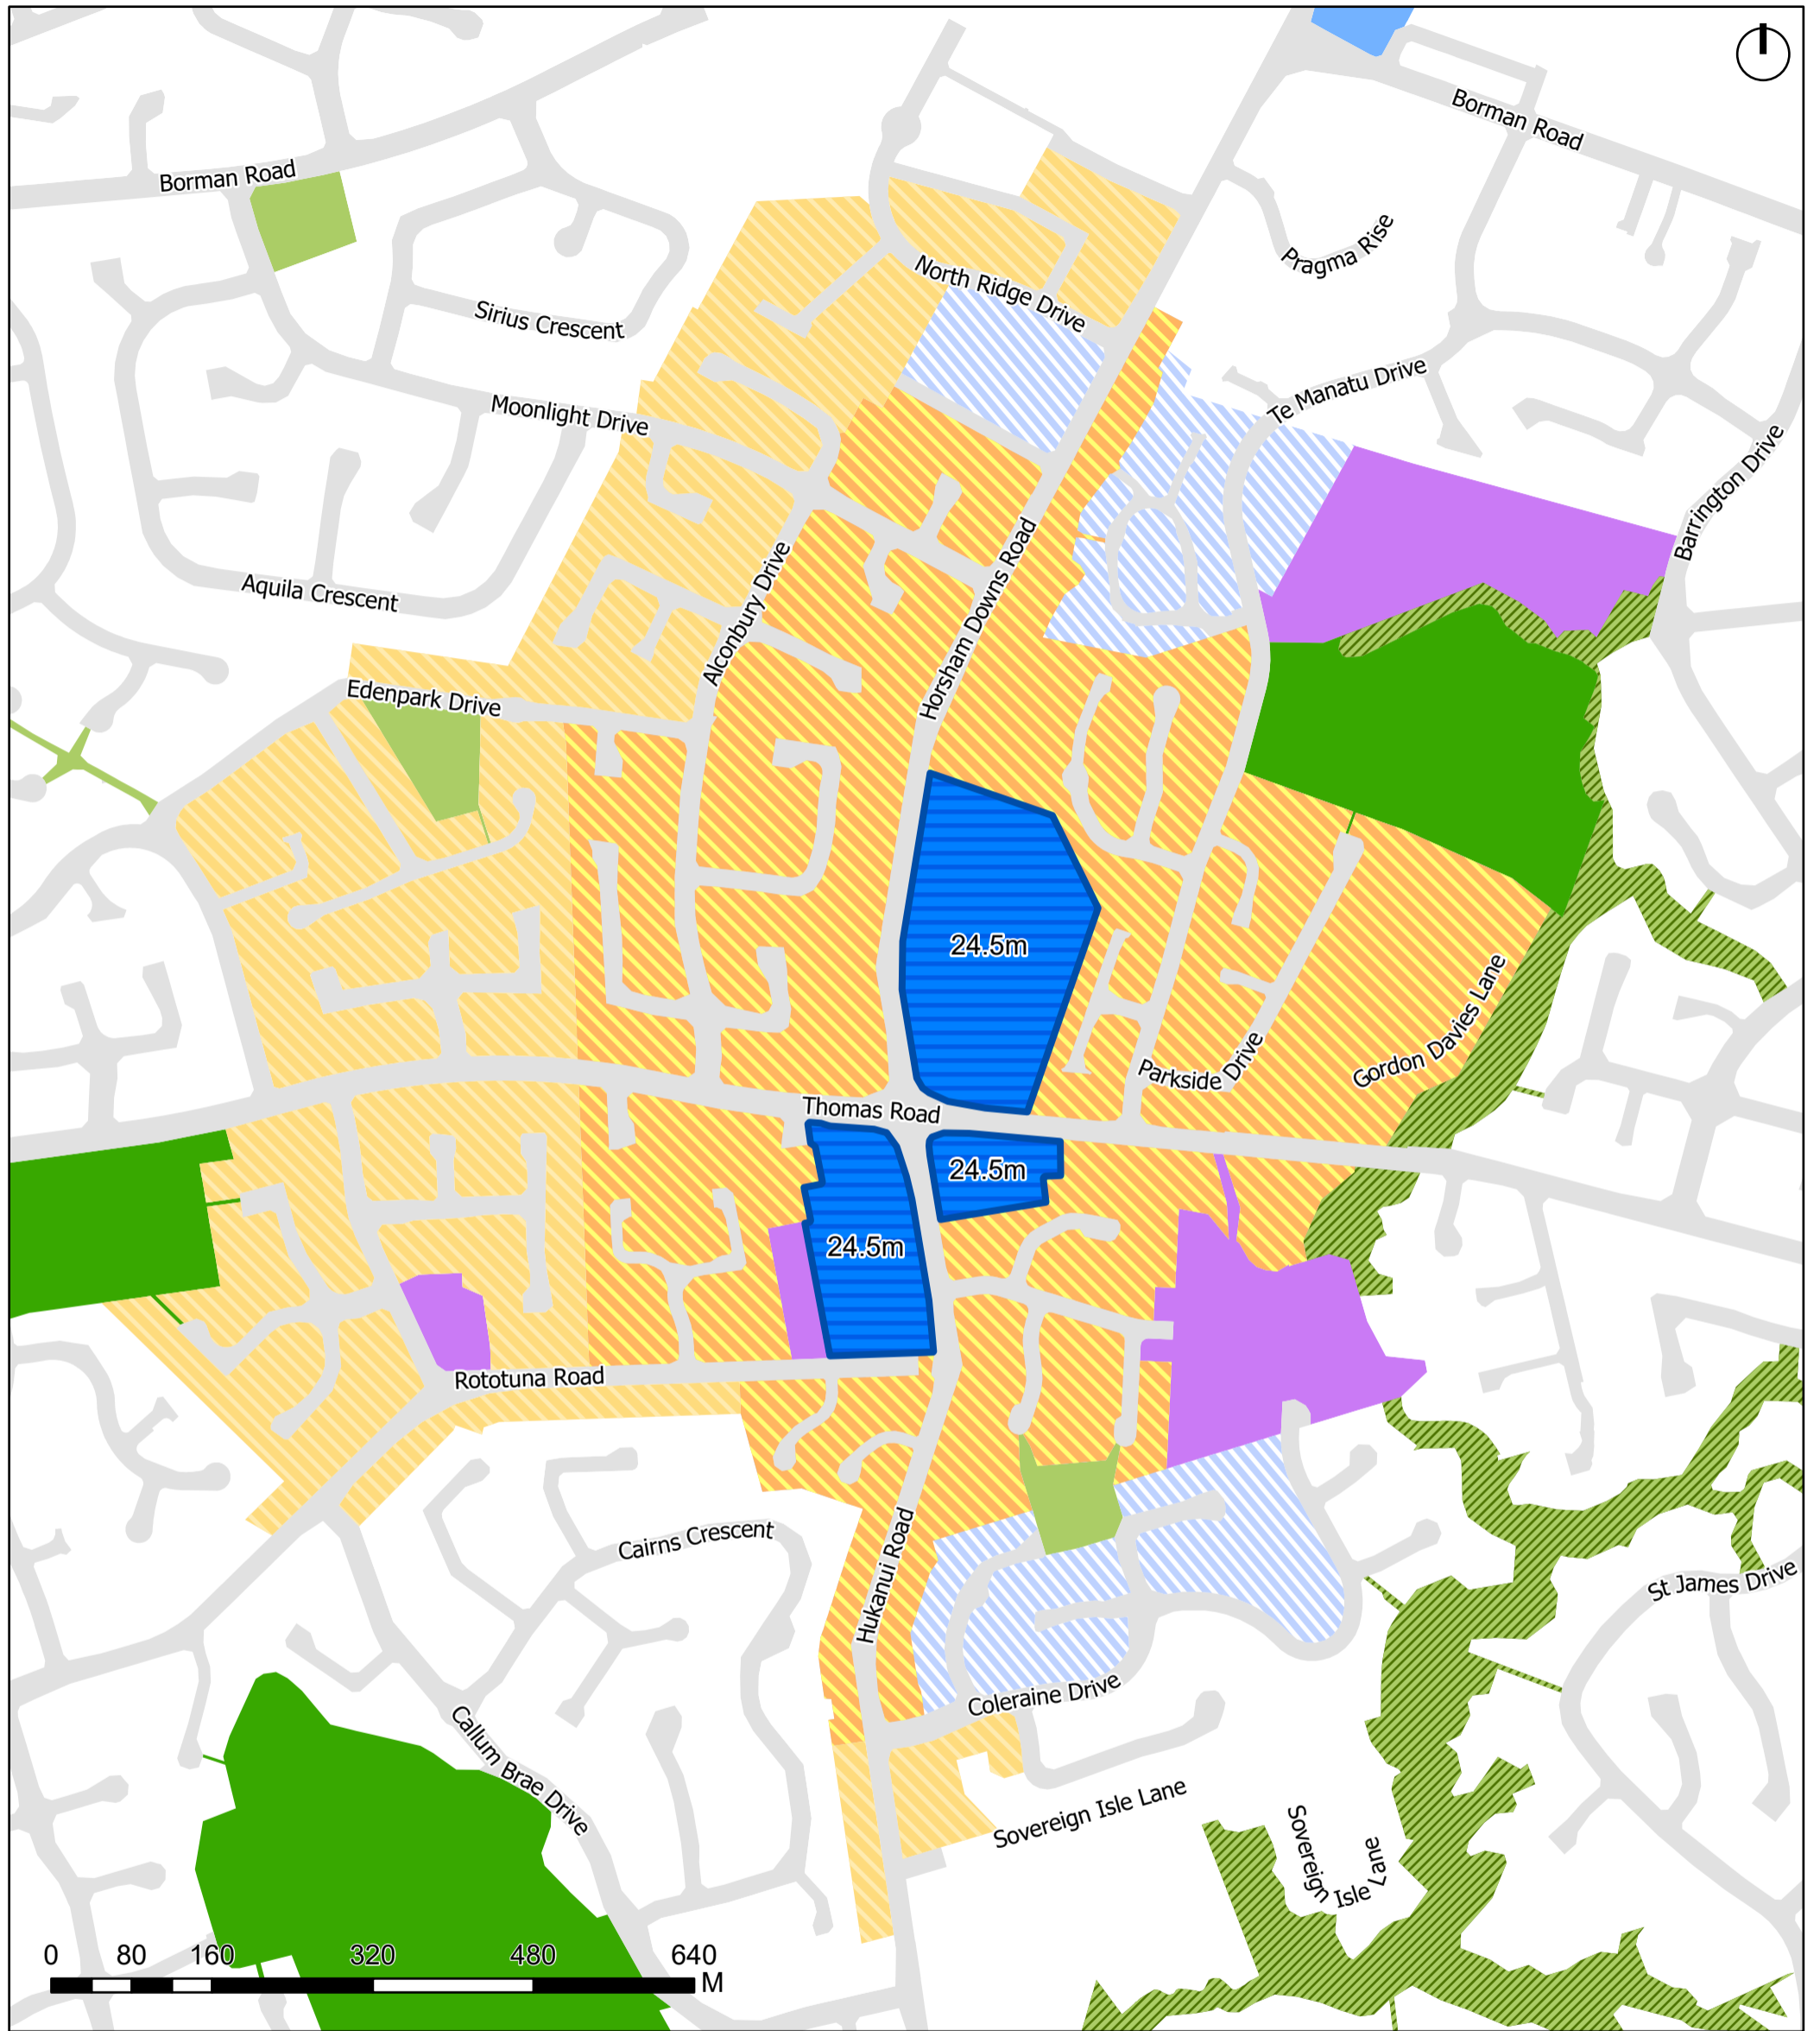 Borman Road
Borman Road
Pragma Rise
North Ridge Drive
Sirius Crescent
Te Manatu Drive
Moonlight Drive
Barrington Drive
Aquila Crescent
Alconbury Drive
Horsham Downs Road
Edenpark Drive
24.5m
Gordon Davies Lane
Parkside Drive
Thomas Road
24.5m
24.5m
Rototuna Road
Cairns Crescent
Hukanui Road
St James Drive
Coleraine Drive
Callum Brae Drive
Sovereign Isle Lane
Sovereign Isle Lane
0 80 160 320 480 640
M